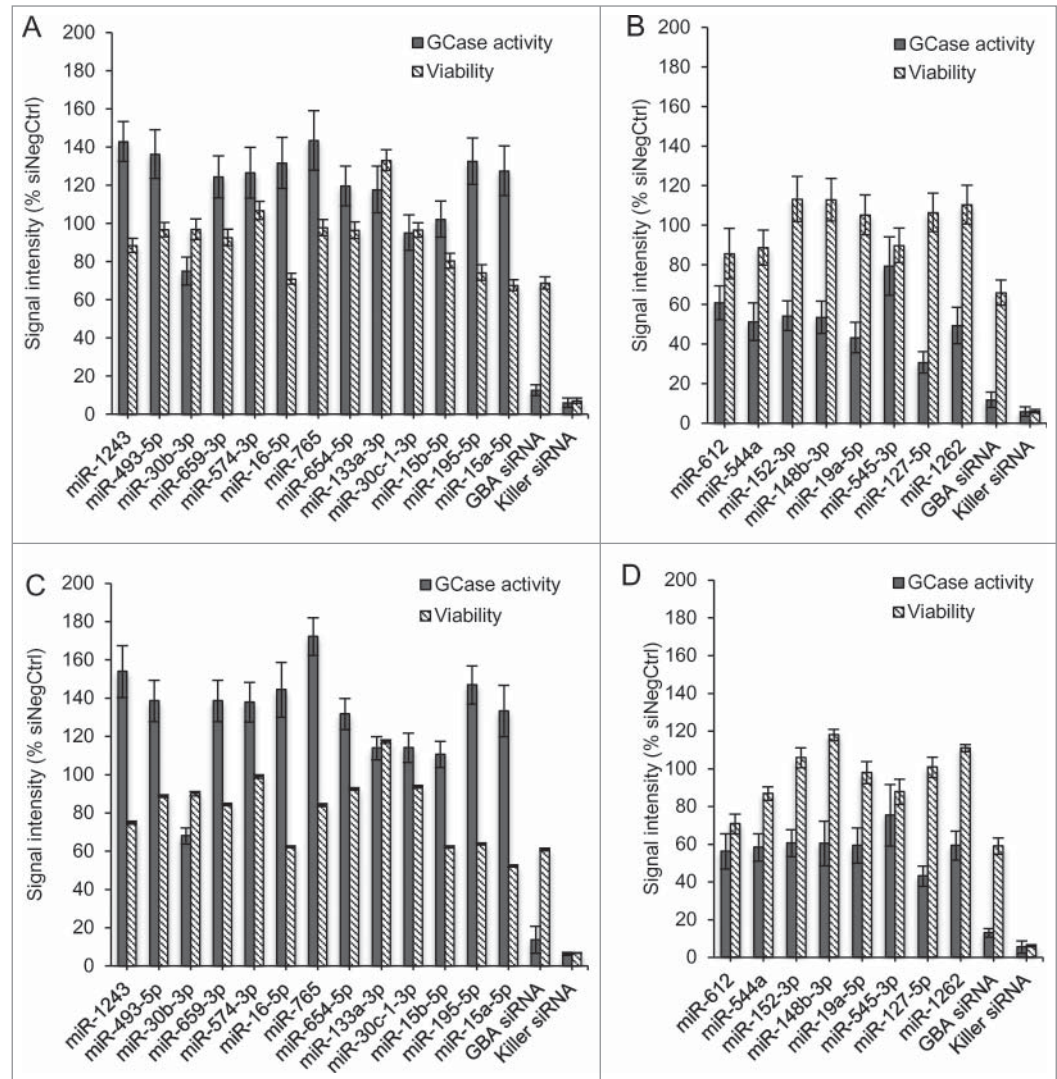 A
GCase activity
Viability
Signal intensity (% siNegCtrl)
200
180
160
140
120
100
80
60
40
20
0
miR-1243
miR-493-5p
miR-30b-3p
miR-659-3p
miR-574-3p
miR-16-5p
miR-765
miR-654-5p
miR-133a-3p
miR-30c-1-3p
miR-15b-5p
miR-195-5p
miR-15a-5p
GBA siRNA
Killer siRNA
B
GCase activity
Viability
Signal intensity (% siNegCtrl)
200
180
160
140
120
100
80
60
40
20
0
miR-612
miR-544a
miR-152-3p
miR-148b-3p
miR-19a-5p
miR-545-3p
miR-127-5p
miR-1262
GBA siRNA
Killer siRNA
C
GCase activity
Viability
Signal intensity (% siNegCtrl)
200
180
160
140
120
100
80
60
40
20
0
miR-1243
miR-493-5p
miR-30b-3p
miR-659-3p
miR-574-3p
miR-16-5p
miR-765
miR-654-5p
miR-133a-3p
miR-30c-1-3p
miR-15b-5p
miR-195-5p
miR-15a-5p
GBA siRNA
Killer siRNA
D
GCase activity
Viability
Signal intensity (% siNegCtrl)
200
180
160
140
120
100
80
60
40
20
0
miR-612
miR-544a
miR-152-3p
miR-148b-3p
miR-19a-5p
miR-545-3p
miR-127-5p
miR-1262
GBA siRNA
Killer siRNA